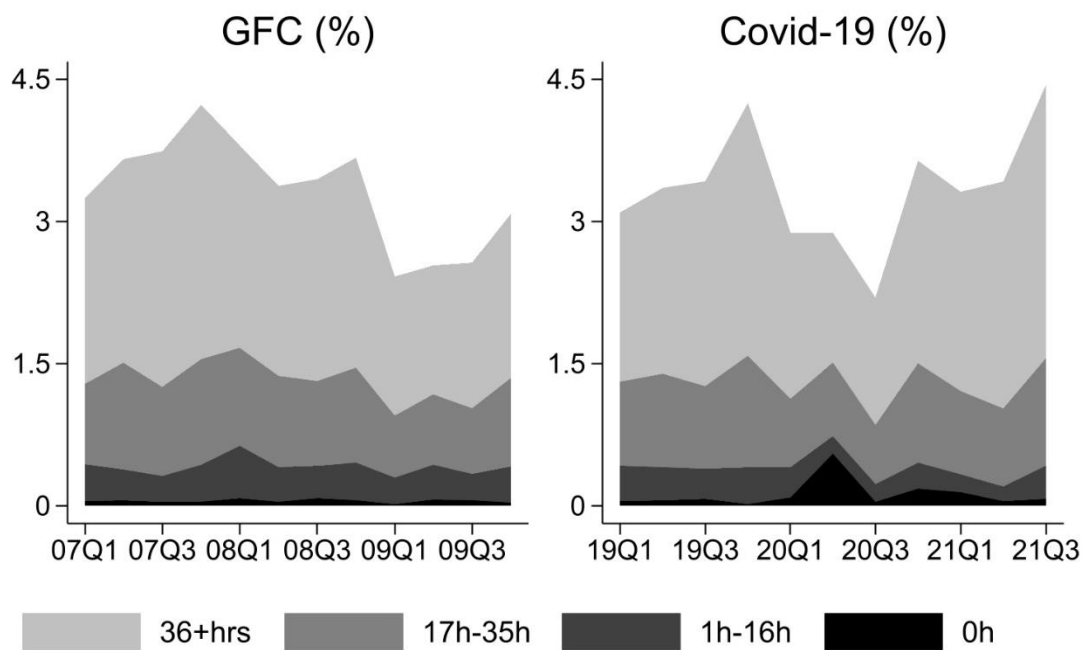 GFC (%)
4.5
3
1.5
0
07Q1 07Q3 08Q1 08Q3 09Q1 09Q3
Covid-19 (%)
4.5
3
1.5
0
19Q1 19Q3 20Q1 20Q3 21Q1 21Q3
36+hrs 17h-35h 1h-16h 0h